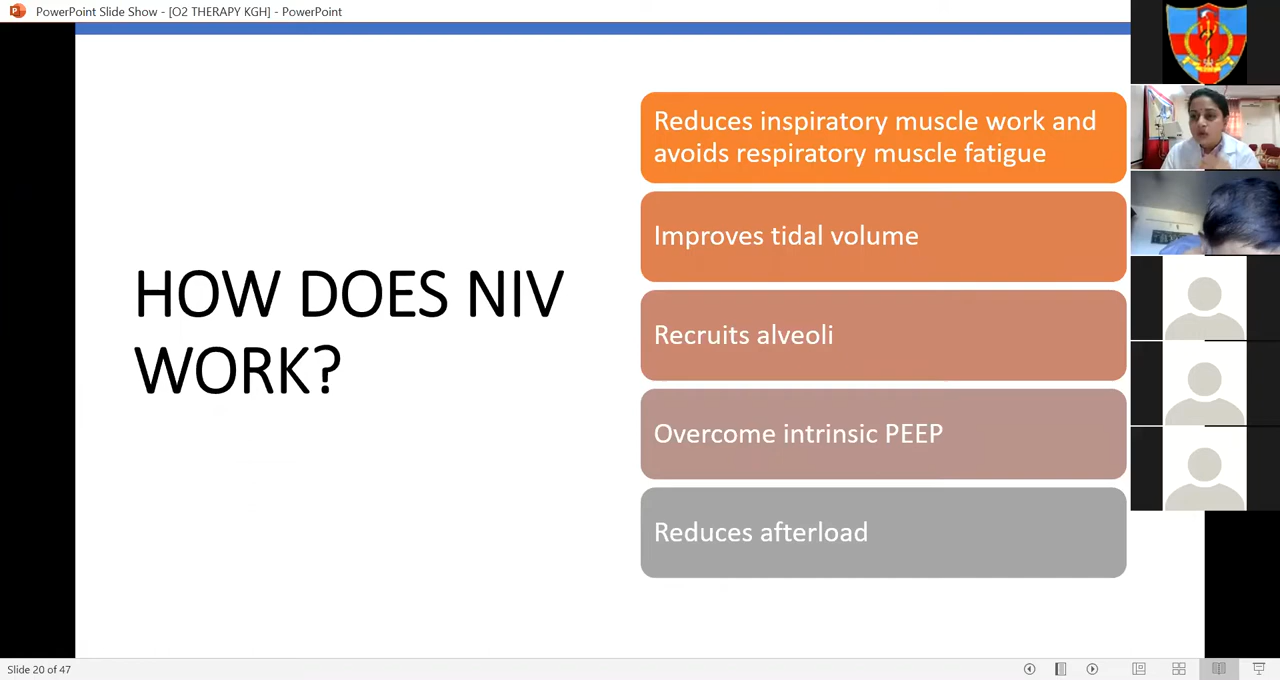 PowerPoint Slide Show - [O2 THERAPY KGH] - PowerPoint
HOW DOES NIV
WORK?
Reduces inspiratory muscle work and
avoids respiratory muscle fatigue
Improves tidal volume
Recruits alveoli
Overcome intrinsic PEEP
Reduces afterload
Slide 20 of 47